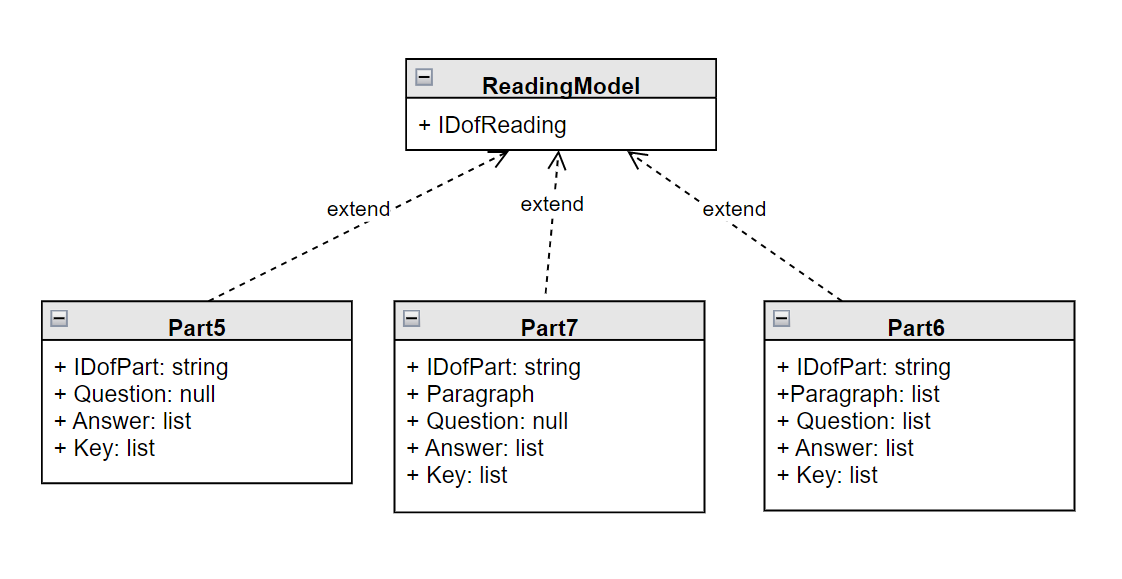 ReadingModel
+ IDofReading
extend
extend
extend
Part5
+ IDofPart: string
+ Question: null
+ Answer: list
+ Key: list
Part7
+ IDofPart: string
+ Paragraph
+ Question: null
+ Answer: list
+ Key: list
Part6
+ IDofPart: string
+Paragraph: list
+ Question: list
+ Answer: list
+ Key: list